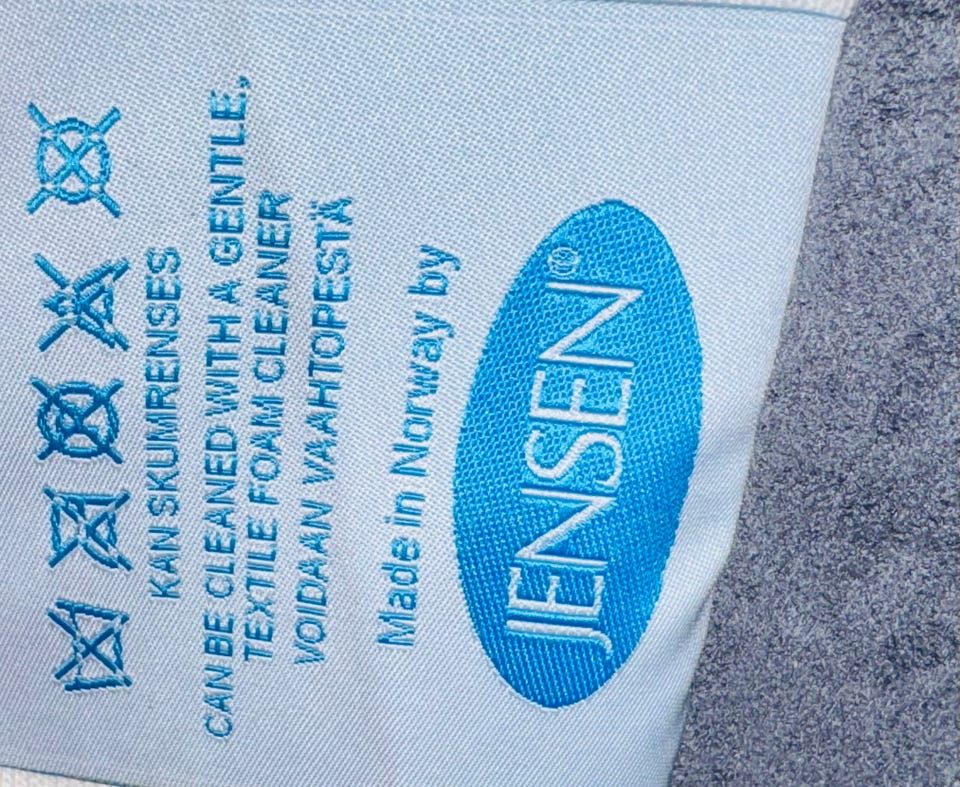 KAN SKUMRENSES
CAN BE CLEANED WITH A GENTLE,
TEXTILE FOAM CLEANER
VOIDAAN VAAHTOPESTÄ
Made in Norway by
JENSEN®